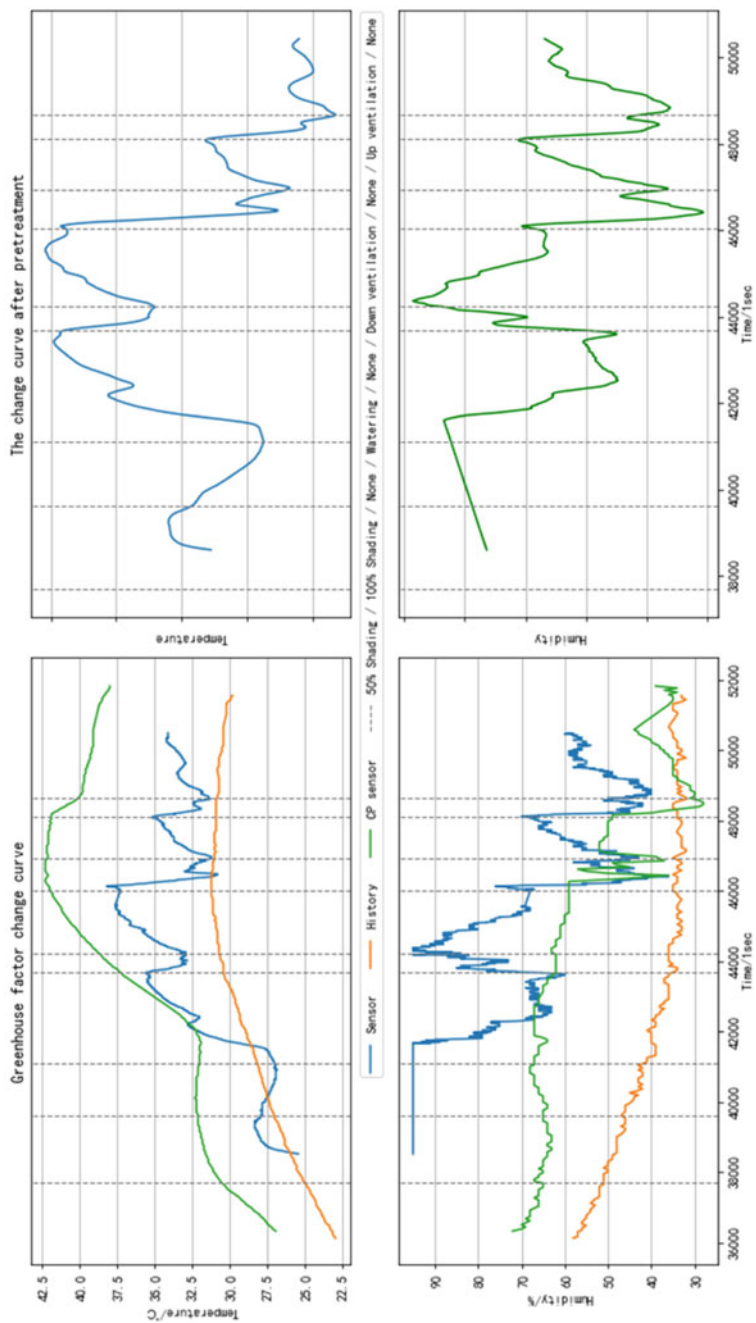 Greenhouse factor change curve
42.5
40.0
37.5
35.0
32.5
30.0
27.5
25.0
22.5
Temperature/°C
The change curve after pretreatment
Temperature
Sensor History CP sensor 50% Shading / 100% Shading / None / Watering / None / Down ventilation / None / Up ventilation / None
90
80
70
60
50
40
30
Humidity/%
36000 38000 40000 42000 44000 46000 48000 50000 52000
Time/1sec
Humidity
38000 40000 42000 44000 46000 48000 50000
Time/1sec